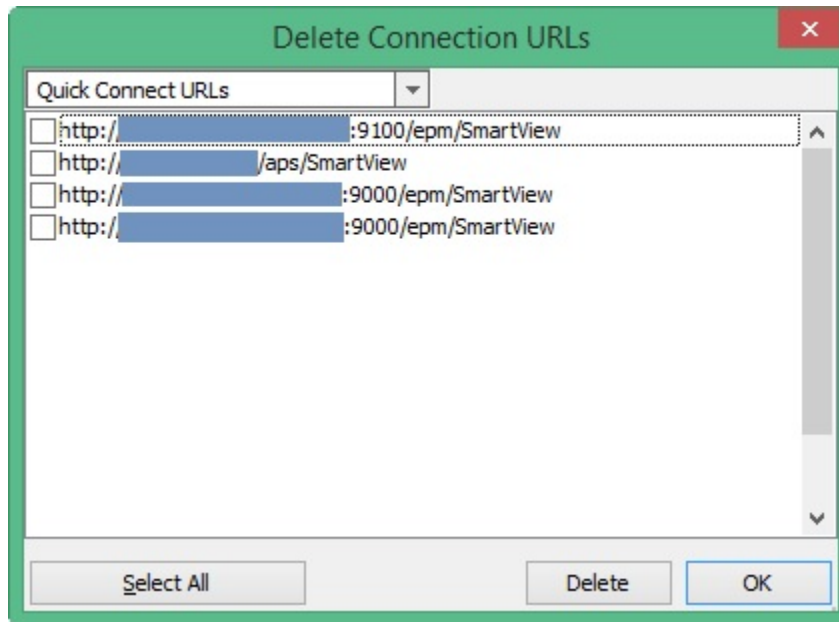 Delete Connection URLs
Quick Connect URLs
http:// :9100/epm/SmartView
http:// /aps/SmartView
http:// :9000/epm/SmartView
http:/ :9000/epm/SmartView
Select All Delete OK